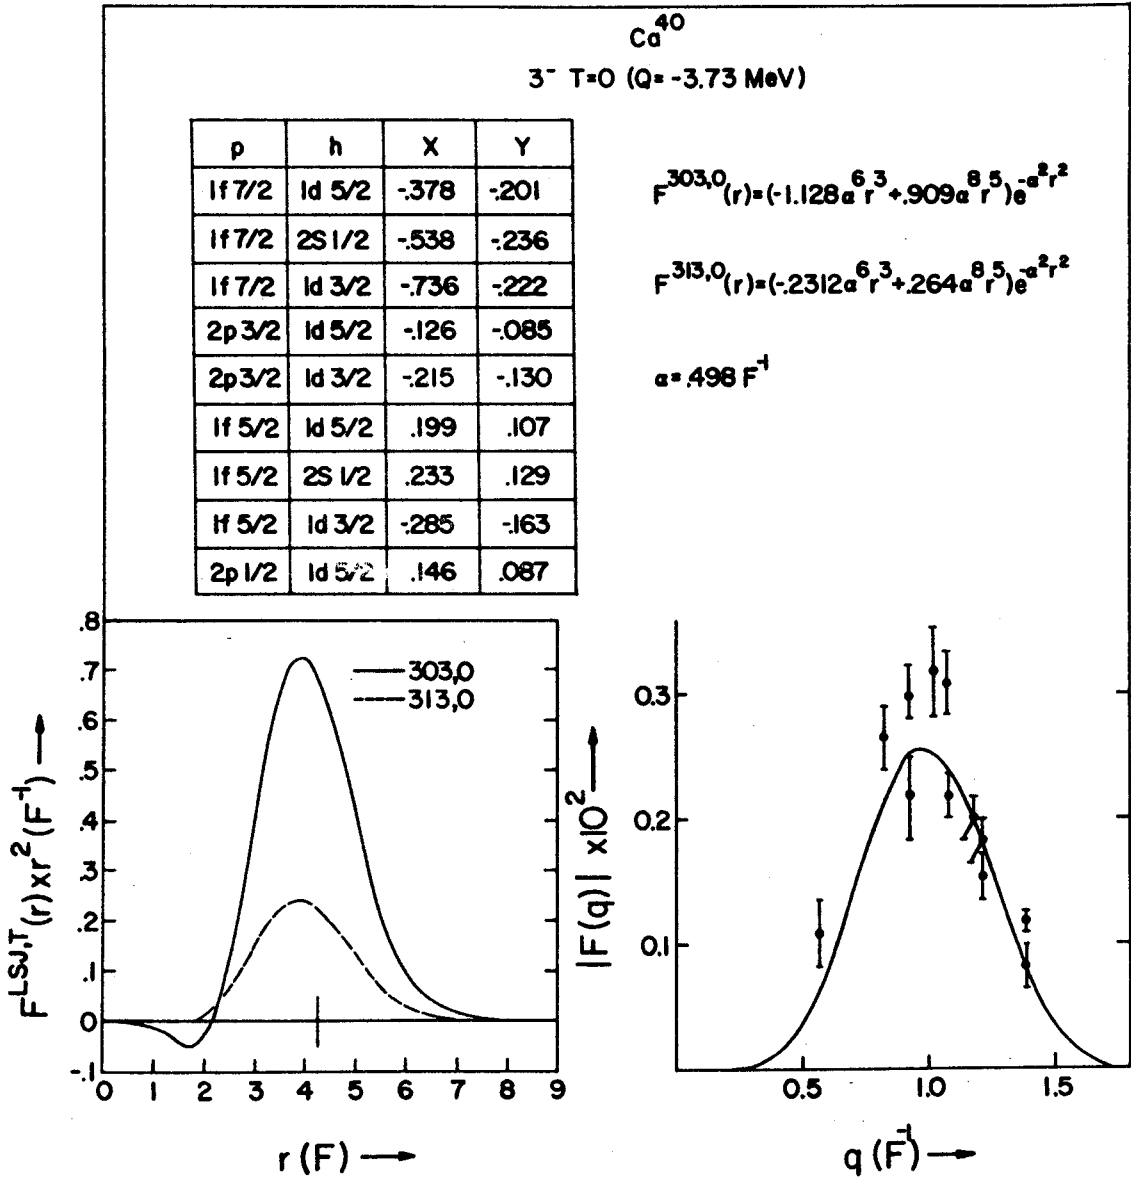 Ca⁴⁰
3⁻ T=0 (Q= -3.73 MeV)
p h X Y
1f 7/2 1d 5/2 -.378 -.201
1f 7/2 2S 1/2 -.538 -.236
1f 7/2 1d 3/2 -.736 -.222
2p 3/2 1d 5/2 -.126 -.085
2p 3/2 1d 3/2 -.215 -.130
1f 5/2 1d 5/2 .199 .107
1f 5/2 2S 1/2 .233 .129
1f 5/2 1d 3/2 -.285 -.163
2p 1/2 1d 5/2 .146 .087
F³⁰³,⁰(r)=(-1.128α⁶r³+.909α⁸r⁵)e^-α²r²
F³¹³,⁰(r)=(-.2312α⁶r³+.264α⁸r⁵)e^-α²r²
α=.498 F⁻¹
F^LSJ,T(r)xr²(F⁻¹) →
.8
.7
.6
.5
.4
.3
.2
.1
0
-.1
303,0
313,0
0 1 2 3 4 5 6 7 8 9
r (F) →
|F(q)| x10² →
0.3
0.2
0.1
0.5 1.0 1.5
q (F⁻¹) →